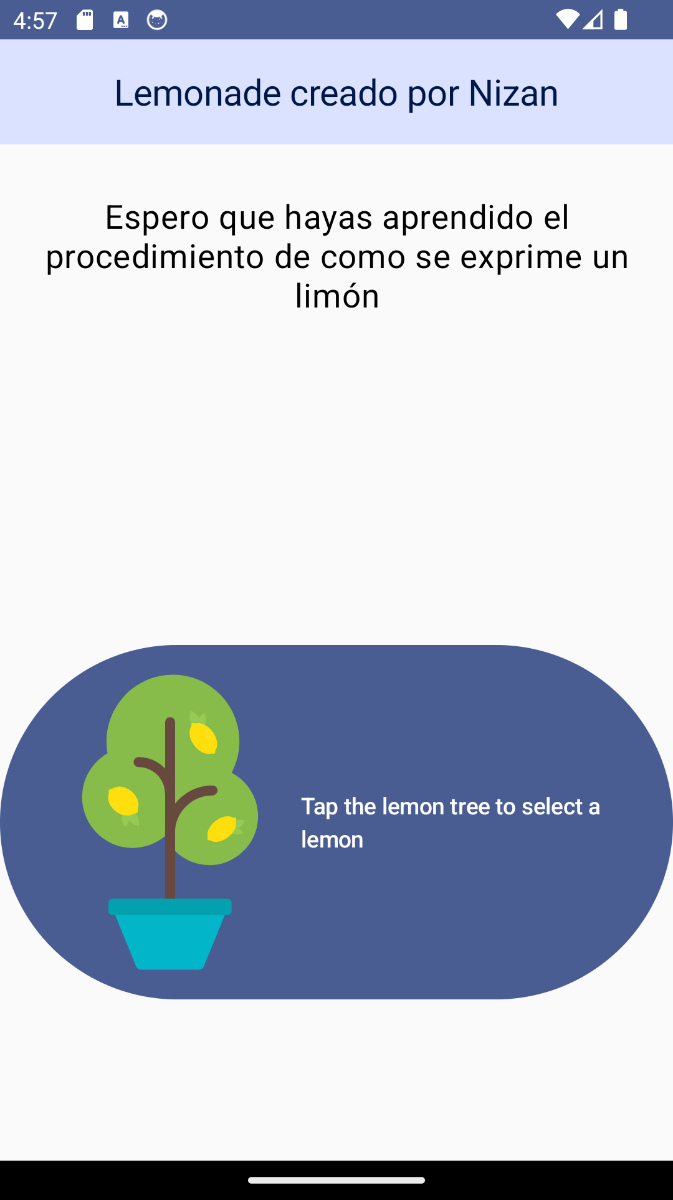 4:57
Lemonade creado por Nizan
Espero que hayas aprendido el
procedimiento de como se exprime un
limón
Tap the lemon tree to select a
lemon